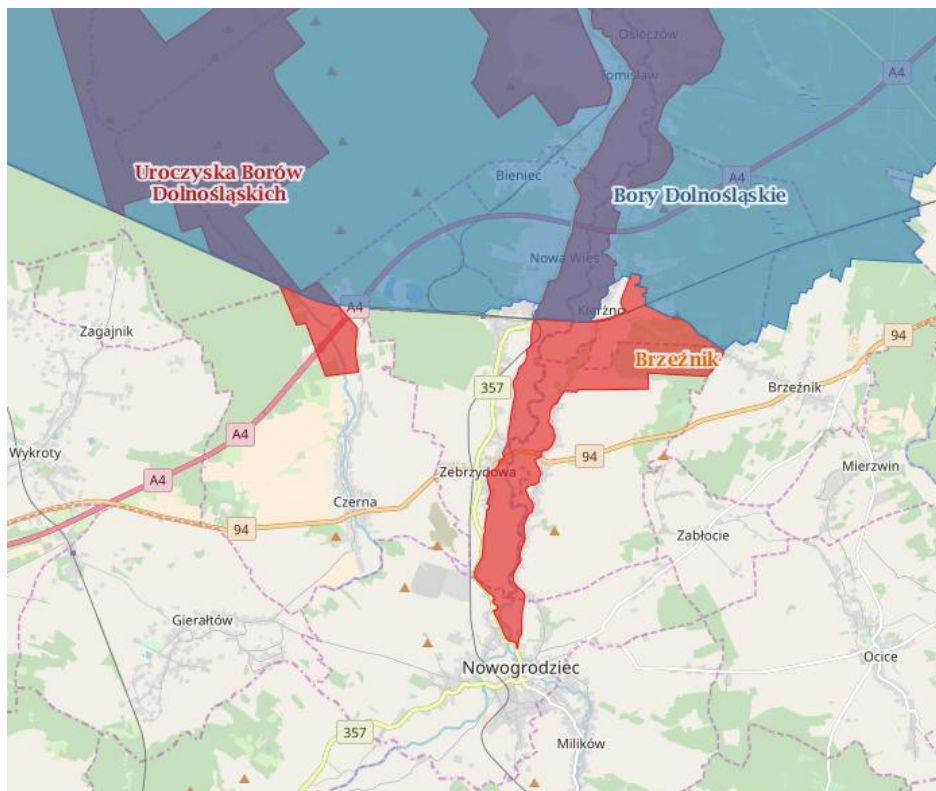 Osieczów
Tomisław
A4
Uroczyska Borów
Dolnośląskich
Bieniec
A4
Bory Dolnośląskie
Nowa Wieś
A4
Kierżno
Zagajnik
94
Brzeźnik
357
Brzeźnik
A4
Wykroty
94
Zebrzydowa
Mierzwin
A4
Czerna
94
Zabłocie
Gierałtów
Ocice
Nowogrodziec
357
Milików